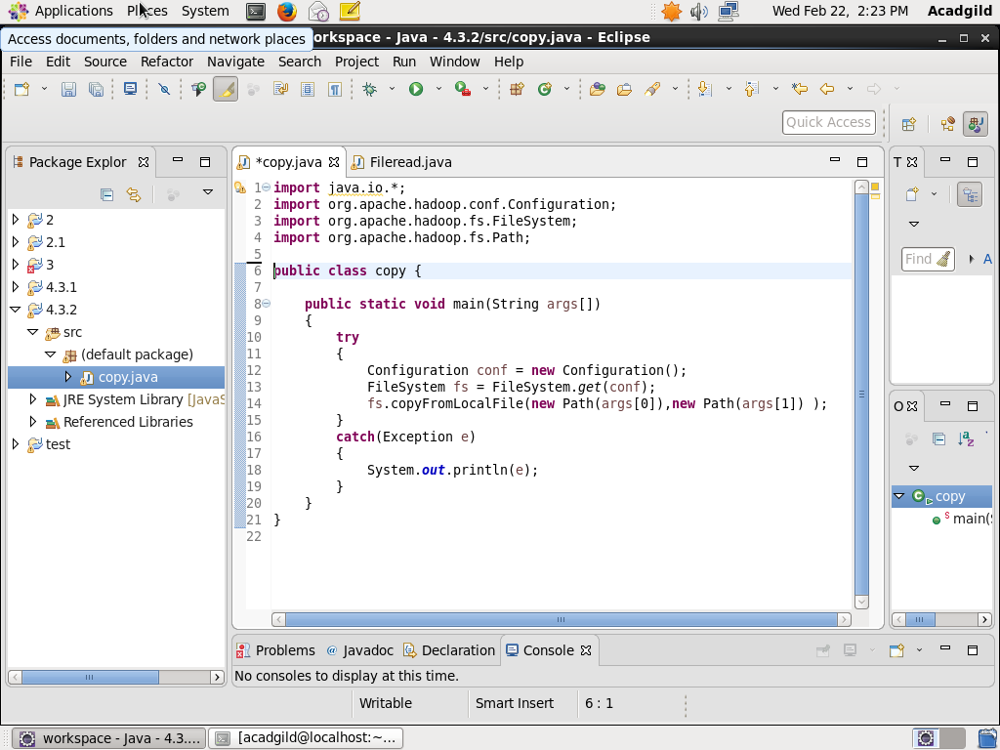 Applications Places System Wed Feb 22, 2:23 PM Acadgild
Access documents, folders and network places
orkspace - Java - 4.3.2/src/copy.java - Eclipse
File Edit Source Refactor Navigate Search Project Run Window Help
Quick Access
Package Explor
2
2.1
3
4.3.1
4.3.2
src
(default package)
copy.java
JRE System Library [JavaS
Referenced Libraries
test
*copy.java Fileread.java
1 import java.io.*;
2 import org.apache.hadoop.conf.Configuration;
3 import org.apache.hadoop.fs.FileSystem;
4 import org.apache.hadoop.fs.Path;
5
6 public class copy {
7
8 public static void main(String args[])
9 {
10 try
11 {
12 Configuration conf = new Configuration();
13 FileSystem fs = FileSystem.get(conf);
14 fs.copyFromLocalFile(new Path(args[0]),new Path(args[1]) );
15 }
16 catch(Exception e)
17 {
18 System.out.println(e);
19 }
20 }
21 }
22
T
Find A
O
copy
main(S
Problems Javadoc Declaration Console
No consoles to display at this time.
Writable Smart Insert 6 : 1
workspace - Java - 4.3.... [acadgild@localhost:~...